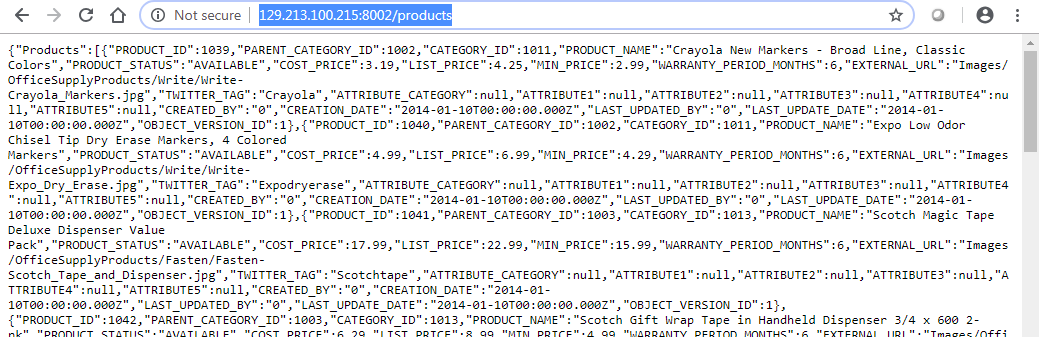 Not secure
129.213.100.215:8002/products
{"Products":[{"PRODUCT_ID":1039,"PARENT_CATEGORY_ID":1002,"CATEGORY_ID":1011,"PRODUCT_NAME":"Crayola New Markers - Broad Line, Classic
Colors","PRODUCT_STATUS":"AVAILABLE","COST_PRICE":3.19,"LIST_PRICE":4.25,"MIN_PRICE":2.99,"WARRANTY_PERIOD_MONTHS":6,"EXTERNAL_URL":"Images/
OfficeSupplyProducts/Write/Write-
Crayola_Markers.jpg","TWITTER_TAG":"Crayola","ATTRIBUTE_CATEGORY":null,"ATTRIBUTE1":null,"ATTRIBUTE2":null,"ATTRIBUTE3":null,"ATTRIBUTE4":nu
ll,"ATTRIBUTE5":null,"CREATED_BY":"0","CREATION_DATE":"2014-01-10T00:00:00.000Z","LAST_UPDATED_BY":"0","LAST_UPDATE_DATE":"2014-01-
10T00:00:00.000Z","OBJECT_VERSION_ID":1},{"PRODUCT_ID":1040,"PARENT_CATEGORY_ID":1002,"CATEGORY_ID":1011,"PRODUCT_NAME":"Expo Low Odor
Chisel Tip Dry Erase Markers, 4 Colored
Markers","PRODUCT_STATUS":"AVAILABLE","COST_PRICE":4.99,"LIST_PRICE":6.99,"MIN_PRICE":4.29,"WARRANTY_PERIOD_MONTHS":6,"EXTERNAL_URL":"Images
/OfficeSupplyProducts/Write/Write-
Expo_Dry_Erase.jpg","TWITTER_TAG":"Expodryerase","ATTRIBUTE_CATEGORY":null,"ATTRIBUTE1":null,"ATTRIBUTE2":null,"ATTRIBUTE3":null,"ATTRIBUTE4
":null,"ATTRIBUTE5":null,"CREATED_BY":"0","CREATION_DATE":"2014-01-10T00:00:00.000Z","LAST_UPDATED_BY":"0","LAST_UPDATE_DATE":"2014-01-
10T00:00:00.000Z","OBJECT_VERSION_ID":1},{"PRODUCT_ID":1041,"PARENT_CATEGORY_ID":1003,"CATEGORY_ID":1013,"PRODUCT_NAME":"Scotch Magic Tape
Deluxe Dispenser Value
Pack","PRODUCT_STATUS":"AVAILABLE","COST_PRICE":17.99,"LIST_PRICE":22.99,"MIN_PRICE":15.99,"WARRANTY_PERIOD_MONTHS":6,"EXTERNAL_URL":"Images
/OfficeSupplyProducts/Fasten/Fasten-
Scotch_Tape_and_Dispenser.jpg","TWITTER_TAG":"Scotchtape","ATTRIBUTE_CATEGORY":null,"ATTRIBUTE1":null,"ATTRIBUTE2":null,"ATTRIBUTE3":null,"A
TTRIBUTE4":null,"ATTRIBUTE5":null,"CREATED_BY":"0","CREATION_DATE":"2014-01-
10T00:00:00.000Z","LAST_UPDATED_BY":"0","LAST_UPDATE_DATE":"2014-01-10T00:00:00.000Z","OBJECT_VERSION_ID":1},
{"PRODUCT_ID":1042,"PARENT_CATEGORY_ID":1003,"CATEGORY_ID":1013,"PRODUCT_NAME":"Scotch Gift Wrap Tape in Handheld Dispenser 3/4 x 600 2-
pk","PRODUCT_STATUS":"AVAILABLE","COST_PRICE":6.29,"LIST_PRICE":8.99,"MIN_PRICE":4.99,"WARRANTY_PERIOD_MONTHS":6,"EXTERNAL_URL":"Images/Offi